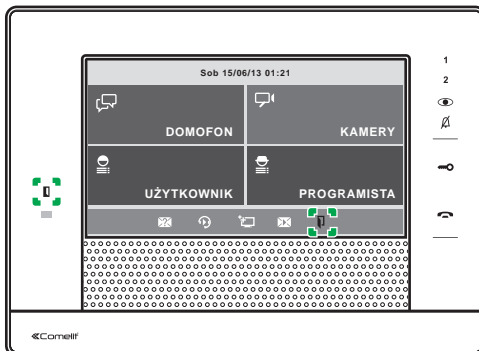 Sob 15/06/13 01:21
DOMOFON
KAMERY
UŻYTKOWNIK
PROGRAMISTA
1
2
Comelit